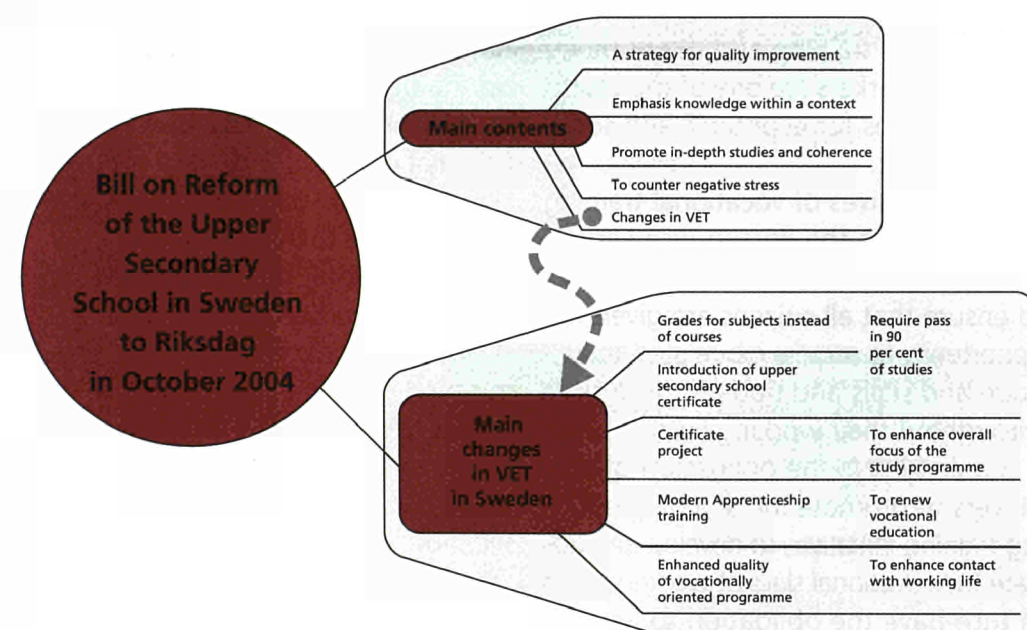 Bill on Reform
of the Upper
Secondary
School in Sweden
to Riksdag
in October 2004
Main contents
A strategy for quality improvement
Emphasis knowledge within a context
Promote in-depth studies and coherence
To counter negative stress
Changes in VET
Main
changes
in VET
in Sweden
Grades for subjects instead
of courses
Require pass
in 90
per cent
of studies
Introduction of upper
secondary school
certificate
Certificate
project
To enhance overall
focus of the
study programme
Modern Apprenticeship
training
To renew
vocational
education
Enhanced quality
of vocationally
oriented programme
To enhance contact
with working life